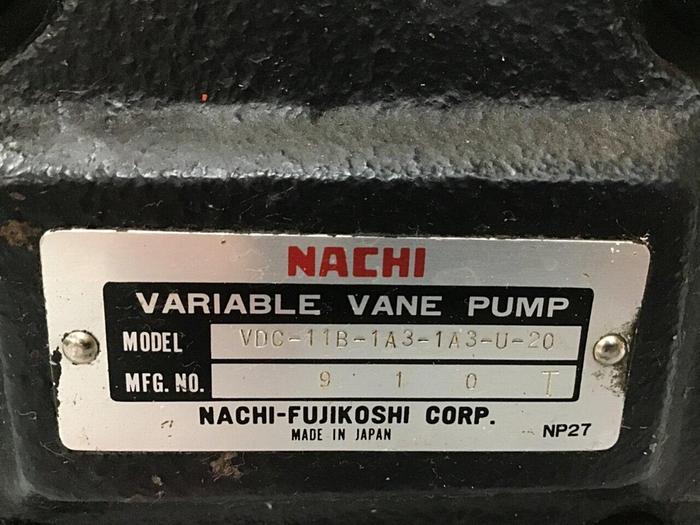 NACHI
VARIABLE VANE PUMP
MODEL VDC-11B-1A3-1A3-U-20
MFG. NO. 9 1 0 T
NACHI-FUJIKOSHI CORP.
MADE IN JAPAN NP27